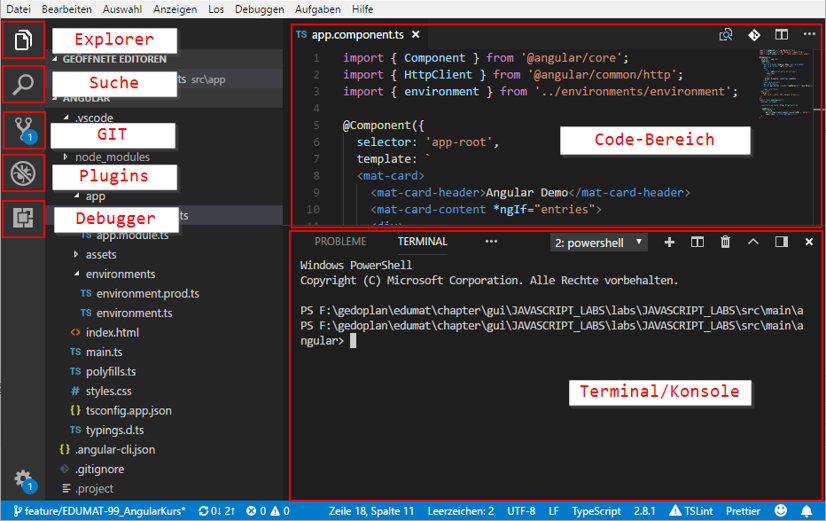 Datei Bearbeiten Auswahl Anzeigen Los Debuggen Aufgaben Hilfe
Explorer
GEÖFFNETE EDITOREN
ts src\app
Suche
ANGULAR
.vscode
GIT
1
node_modules
Plugins
app
Debugger
ts
app.module.ts
assets
environments
TS environment.prod.ts
TS environment.ts
<> index.html
TS main.ts
TS polyfills.ts
# styles.css
{} tsconfig.app.json
TS typings.d.ts
{} .angular-cli.json
.gitignore
.project
1
TS app.component.ts
1 import { Component } from '@angular/core';
2 import { HttpClient } from '@angular/common/http';
3 import { environment } from '../environments/environment';
4
5 @Component({
6 selector: 'app-root',
7 template: `
8 <mat-card>
9 <mat-card-header>Angular Demo</mat-card-header>
10 <mat-card-content *ngIf="entries">
Code-Bereich
PROBLEME TERMINAL ••• 2: powershell
Windows PowerShell
Copyright (C) Microsoft Corporation. Alle Rechte vorbehalten.
PS F:\gedoplan\edumat\chapter\gui\JAVASCRIPT_LABS\labs\JAVASCRIPT_LABS\src\main\a
PS F:\gedoplan\edumat\chapter\gui\JAVASCRIPT_LABS\labs\JAVASCRIPT_LABS\src\main\a
ngular>
Terminal/Konsole
feature/EDUMAT-99_AngularKurs* 0↓ 2↑ 0 0 Zeile 18, Spalte 11 Leerzeichen: 2 UTF-8 LF TypeScript 2.8.1 TSLint Prettier